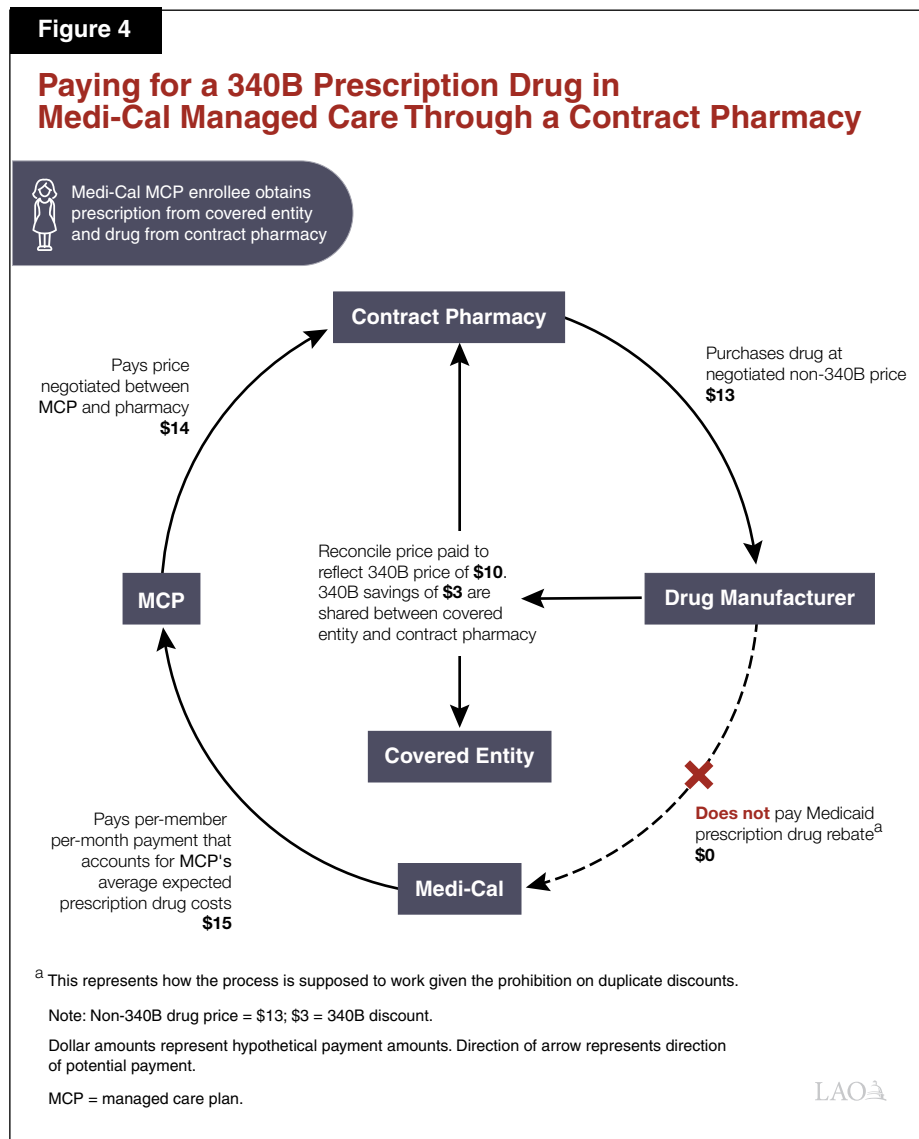 Figure 4
Paying for a 340B Prescription Drug in
Medi-Cal Managed Care Through a Contract Pharmacy
Medi-Cal MCP enrollee obtains
prescription from covered entity
and drug from contract pharmacy
Contract Pharmacy
Pays price
negotiated between
MCP and pharmacy
$14
Purchases drug at
negotiated non-340B price
$13
Reconcile price paid to
reflect 340B price of $10.
340B savings of $3 are
shared between covered
entity and contract pharmacy
MCP
Drug Manufacturer
Covered Entity
Pays per-member
per-month payment that
accounts for MCP's
average expected
prescription drug costs
$15
Does not pay Medicaid
prescription drug rebate a
$0
Medi-Cal
a This represents how the process is supposed to work given the prohibition on duplicate discounts.
Note: Non-340B drug price = $13; $3 = 340B discount.
Dollar amounts represent hypothetical payment amounts. Direction of arrow represents direction
of potential payment.
MCP = managed care plan.
LAO